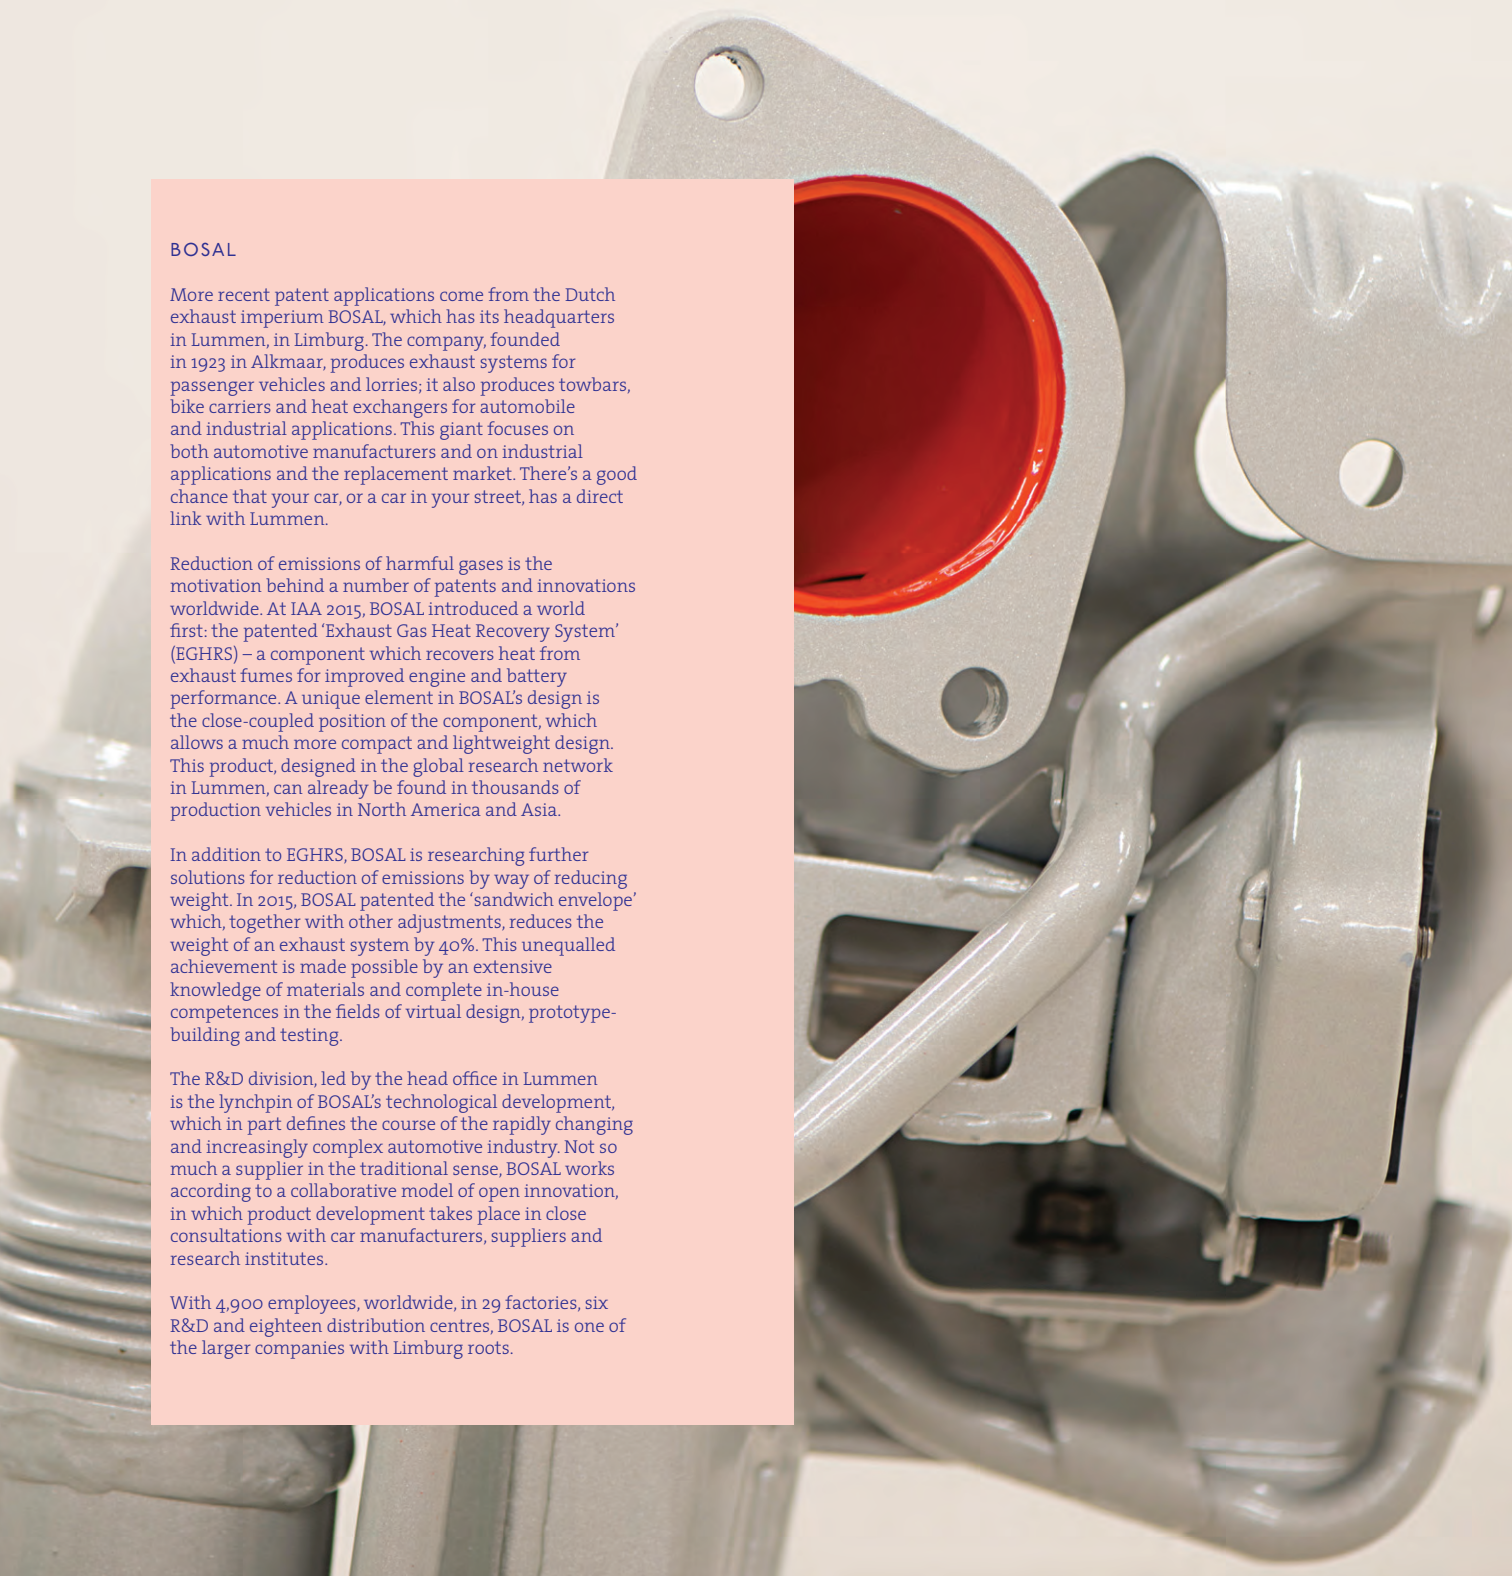 BOSAL
More recent patent applications come from the Dutch
exhaust imperium BOSAL, which has its headquarters
in Lummen, in Limburg. The company, founded
in 1923 in Alkmaar, produces exhaust systems for
passenger vehicles and lorries; it also produces towbars,
bike carriers and heat exchangers for automobile
and industrial applications. This giant focuses on
both automotive manufacturers and on industrial
applications and the replacement market. There’s a good
chance that your car, or a car in your street, has a direct
link with Lummen.
Reduction of emissions of harmful gases is the
motivation behind a number of patents and innovations
worldwide. At IAA 2015, BOSAL introduced a world
first: the patented ‘Exhaust Gas Heat Recovery System’
(EGHRS) – a component which recovers heat from
exhaust fumes for improved engine and battery
performance. A unique element in BOSAL’s design is
the close-coupled position of the component, which
allows a much more compact and lightweight design.
This product, designed in the global research network
in Lummen, can already be found in thousands of
production vehicles in North America and Asia.
In addition to EGHRS, BOSAL is researching further
solutions for reduction of emissions by way of reducing
weight. In 2015, BOSAL patented the ‘sandwich envelope’
which, together with other adjustments, reduces the
weight of an exhaust system by 40%. This unequalled
achievement is made possible by an extensive
knowledge of materials and complete in-house
competences in the fields of virtual design, prototype-
building and testing.
The R&D division, led by the head office in Lummen
is the lynchpin of BOSAL’s technological development,
which in part defines the course of the rapidly changing
and increasingly complex automotive industry. Not so
much a supplier in the traditional sense, BOSAL works
according to a collaborative model of open innovation,
in which product development takes place in close
consultations with car manufacturers, suppliers and
research institutes.
With 4,900 employees, worldwide, in 29 factories, six
R&D and eighteen distribution centres, BOSAL is one of
the larger companies with Limburg roots.